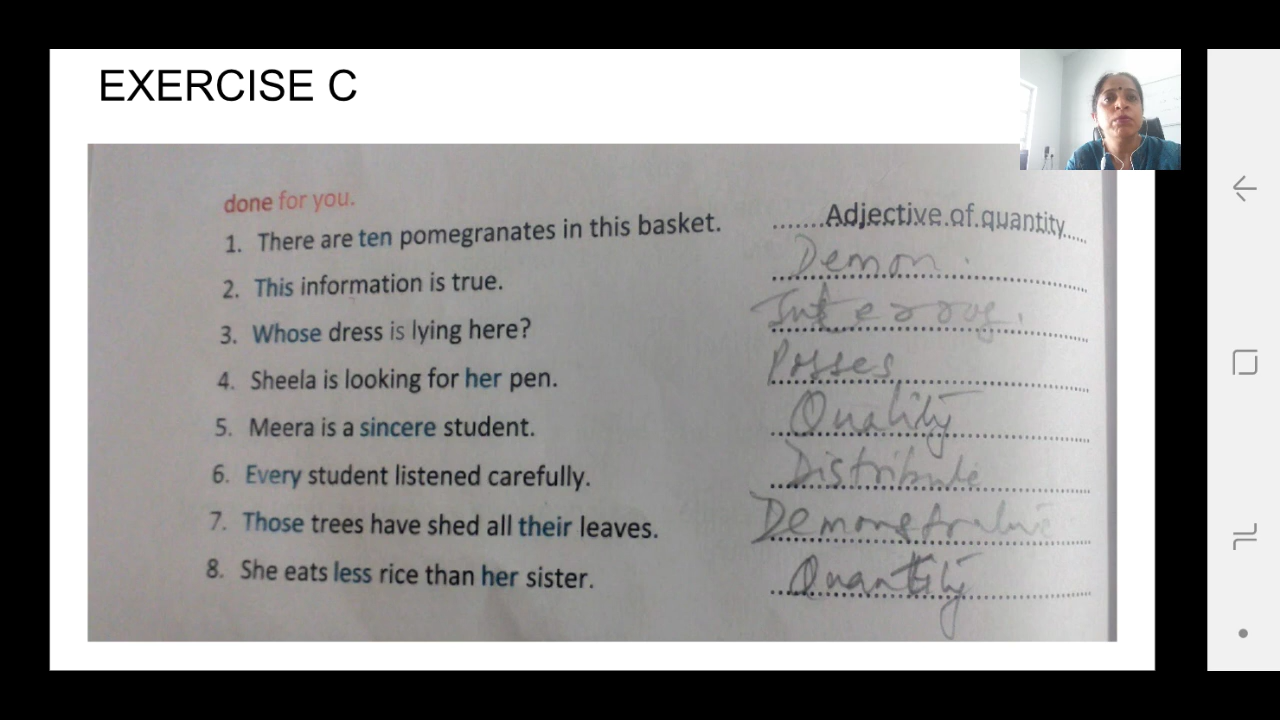 EXERCISE C
done for you.
1. There are ten pomegranates in this basket. ........Adjective of quantity.....
2. This information is true. Demon.
3. Whose dress is lying here? Interrog.
4. Sheela is looking for her pen. Posses
5. Meera is a sincere student. Quality
6. Every student listened carefully. Distribute
7. Those trees have shed all their leaves. Demonstrative
8. She eats less rice than her sister. Quantity